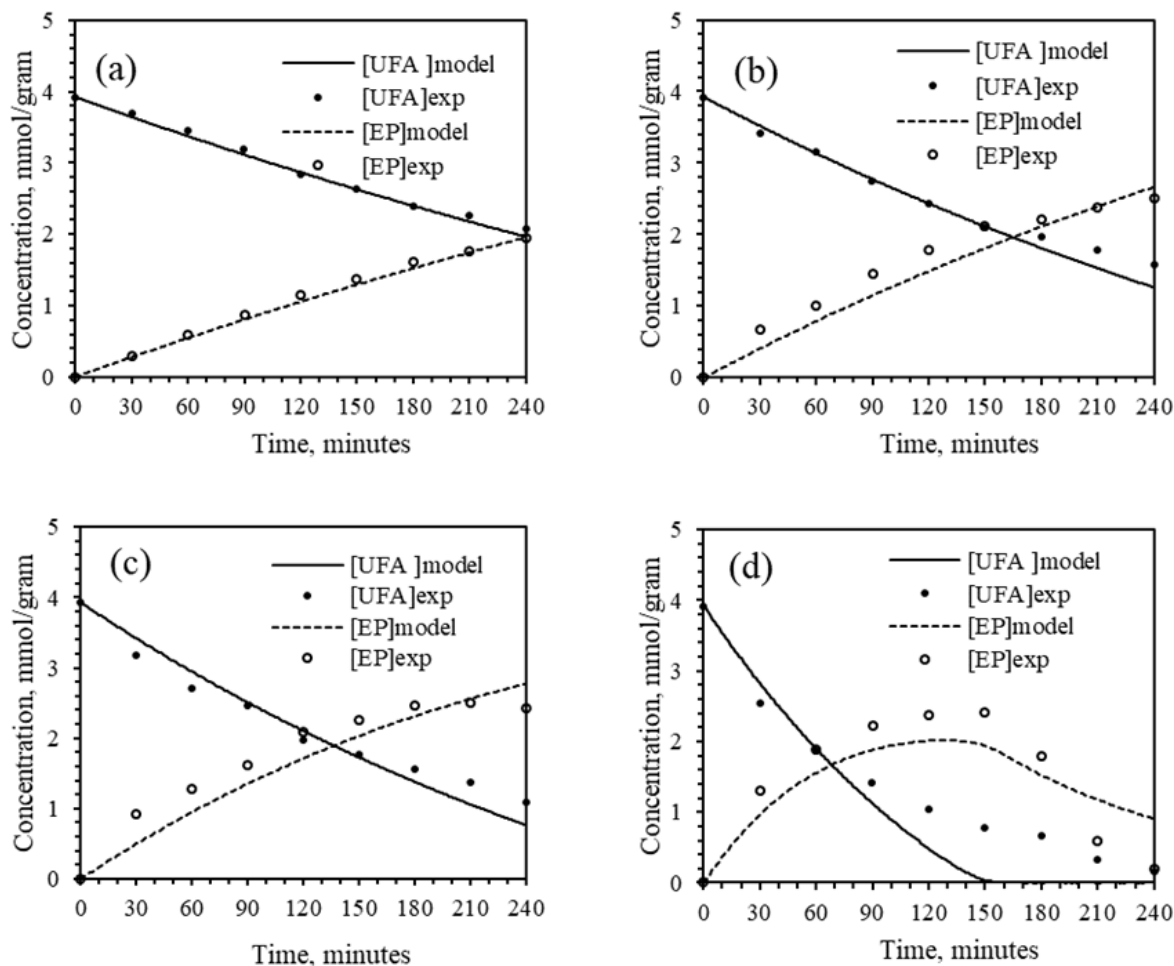 (a)
[UFA ]model
[UFA]exp
[EP]model
[EP]exp
Concentration, mmol/gram
5
4
3
2
1
0
0 30 60 90 120 150 180 210 240
Time, minutes
(b)
[UFA ]model
[UFA]exp
[EP]model
[EP]exp
Concentration, mmol/gram
5
4
3
2
1
0
0 30 60 90 120 150 180 210 240
Time, minutes
(c)
[UFA ]model
[UFA]exp
[EP]model
[EP]exp
Concentration, mmol/gram
5
4
3
2
1
0
0 30 60 90 120 150 180 210 240
Time, minutes
(d)
[UFA ]model
[UFA]exp
[EP]model
[EP]exp
Concentration, mmol/gram
5
4
3
2
1
0
0 30 60 90 120 150 180 210 240
Time, minutes